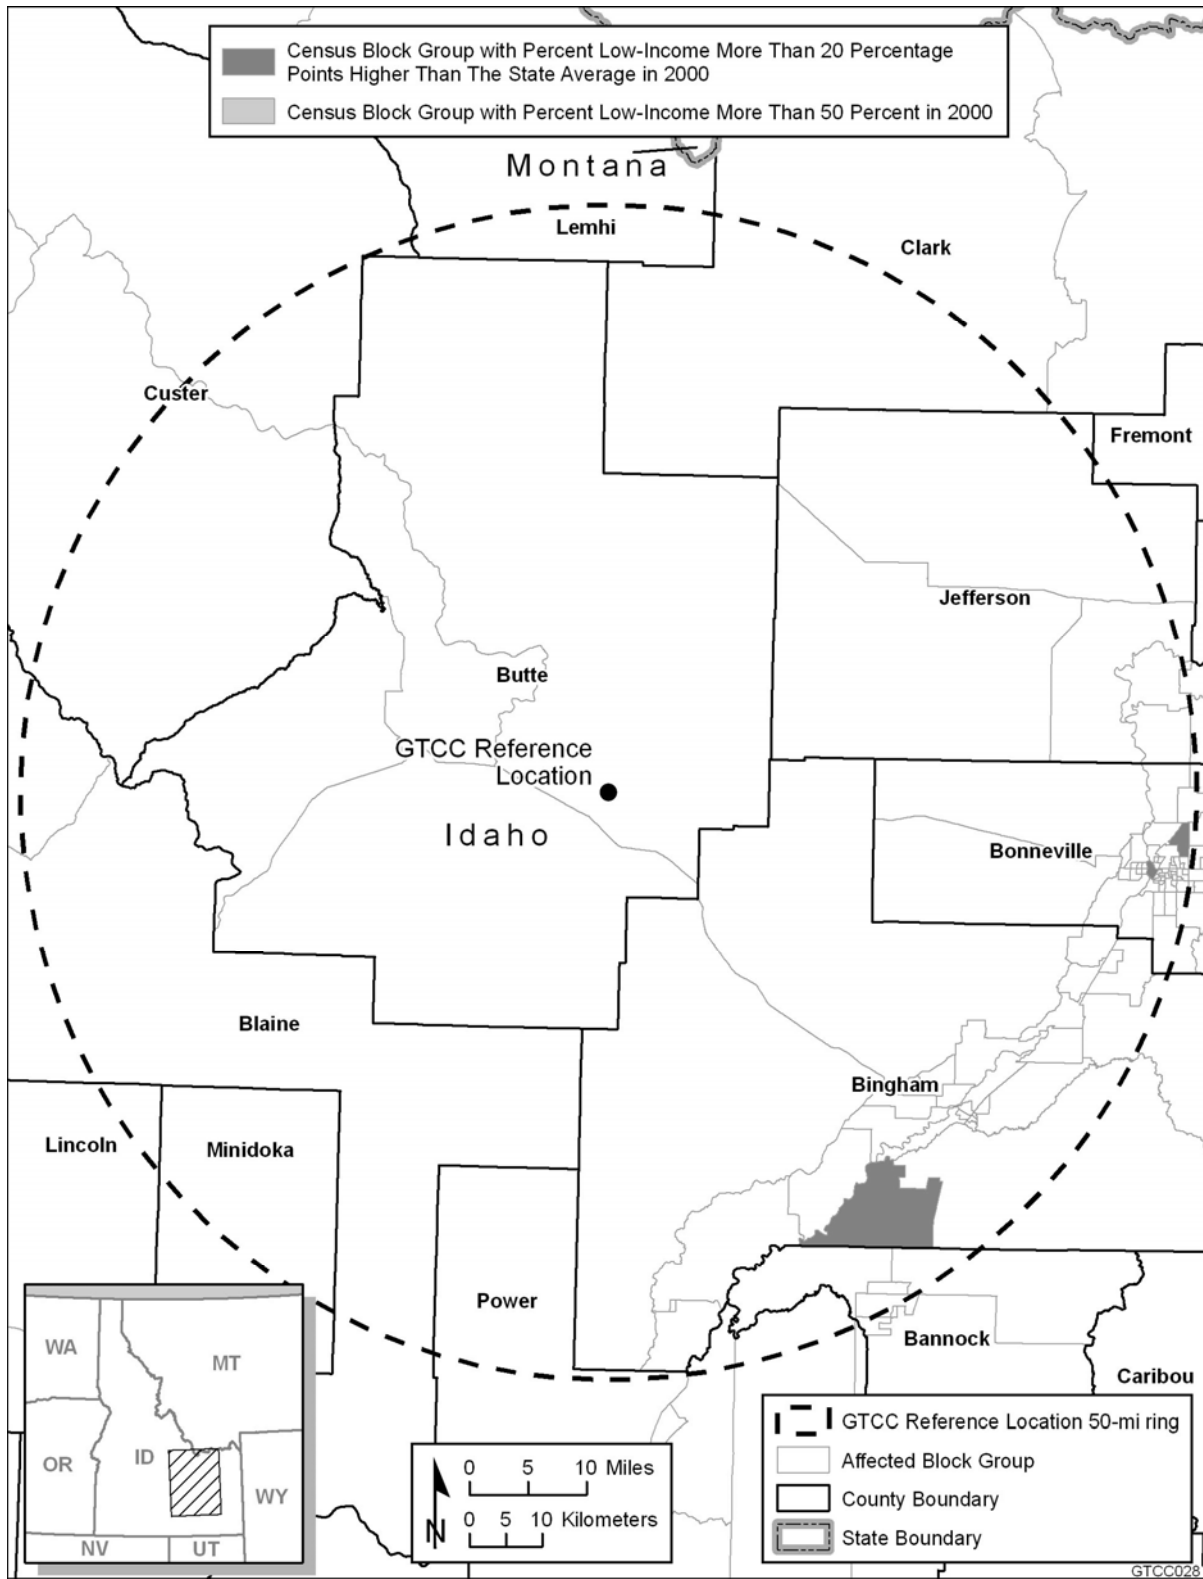 Census Block Group with Percent Low-Income More Than 20 Percentage
Points Higher Than The State Average in 2000
Census Block Group with Percent Low-Income More Than 50 Percent in 2000
Montana
Lemhi
Clark
Custer
Fremont
Jefferson
Butte
GTCC Reference
Location
Idaho
Bonneville
Blaine
Bingham
Lincoln
Minidoka
Power
Bannock
Caribou
WA
MT
OR
ID
WY
NV
UT
N
0 5 10 Miles
0 5 10 Kilometers
GTCC Reference Location 50-mi ring
Affected Block Group
County Boundary
State Boundary
GTCC028